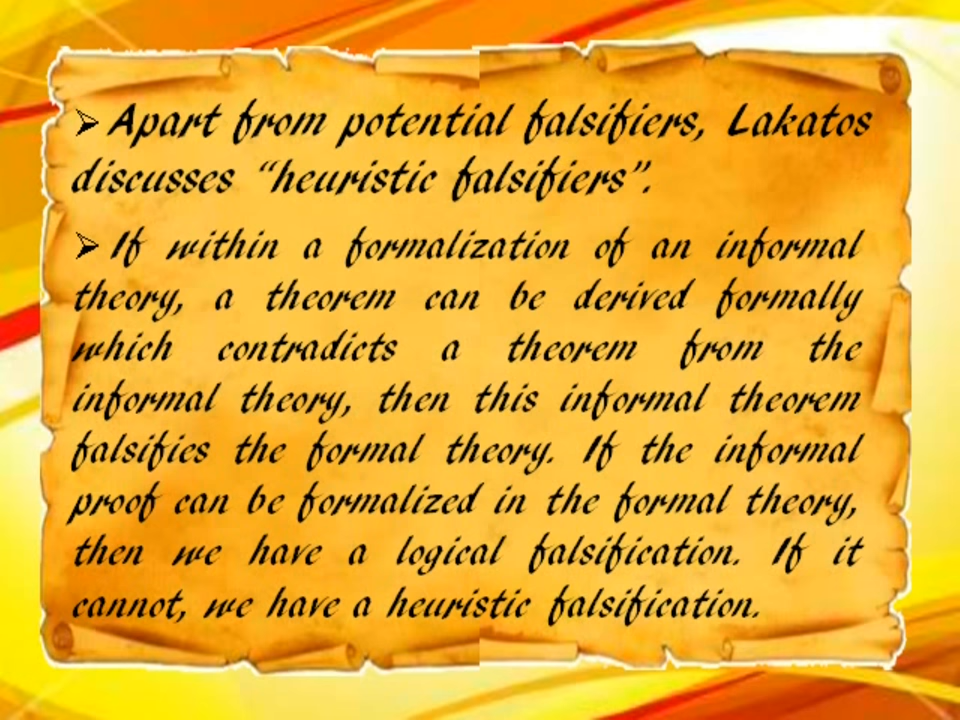 ➢ Apart from potential falsifiers, Lakatos
discusses “heuristic falsifiers”.
➢ If within a formalization of an informal
theory, a theorem can be derived formally
which contradicts a theorem from the
informal theory, then this informal theorem
falsifies the formal theory. If the informal
proof can be formalized in the formal theory,
then we have a logical falsification. If it
cannot, we have a heuristic falsification.